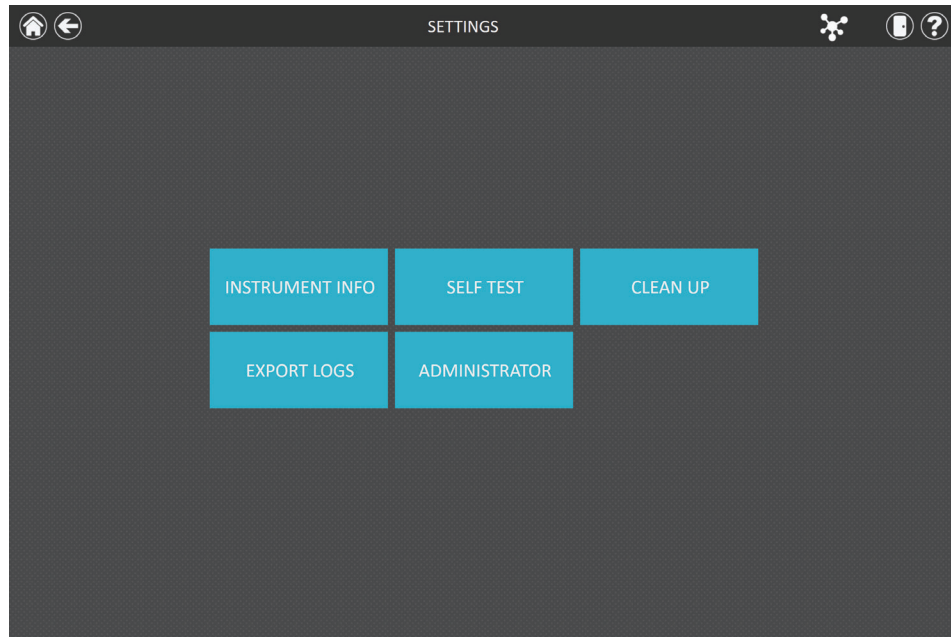 SETTINGS
?
INSTRUMENT INFO
SELF TEST
CLEAN UP
EXPORT LOGS
ADMINISTRATOR